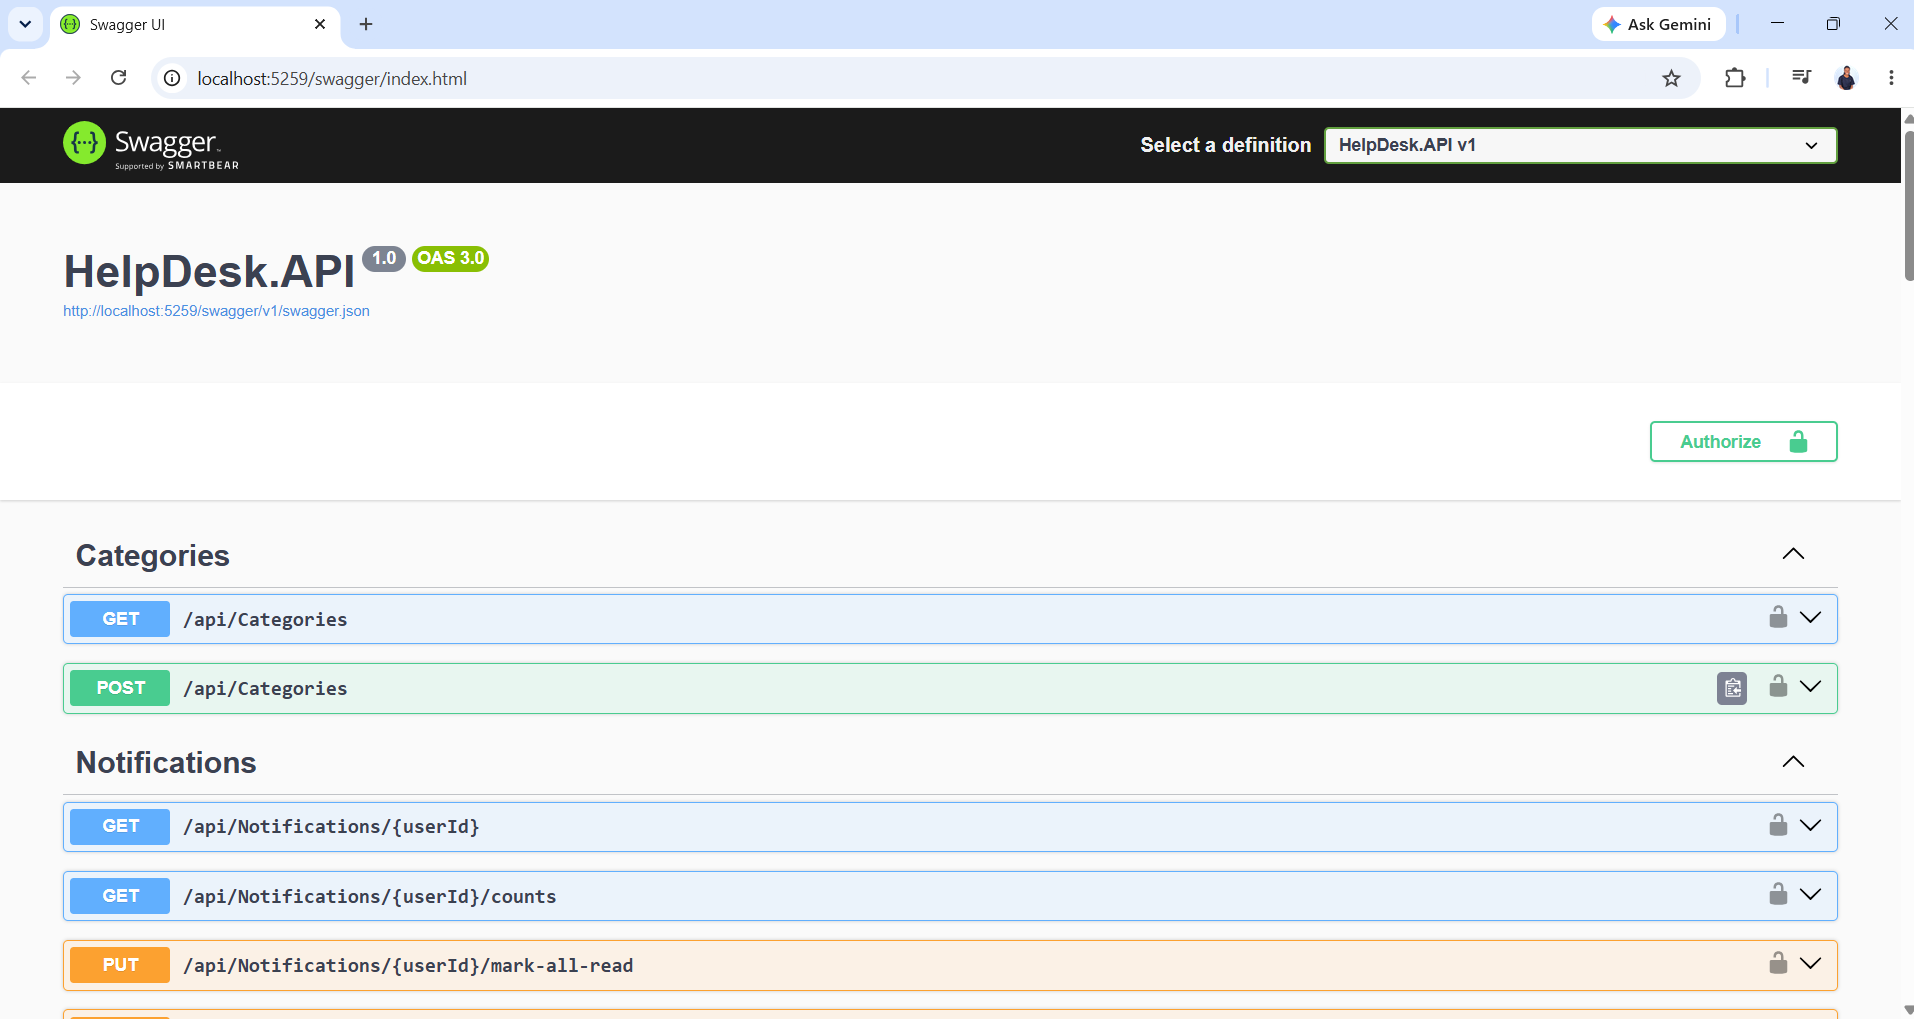 Swagger UI
Ask Gemini
localhost:5259/swagger/index.html
Swagger
Supported by SMARTBEAR
Select a definition
HelpDesk.API v1
HelpDesk.API 1.0 OAS 3.0
http://localhost:5259/swagger/v1/swagger.json
Authorize
Categories
GET /api/Categories
POST /api/Categories
Notifications
GET /api/Notifications/{userId}
GET /api/Notifications/{userId}/counts
PUT /api/Notifications/{userId}/mark-all-read